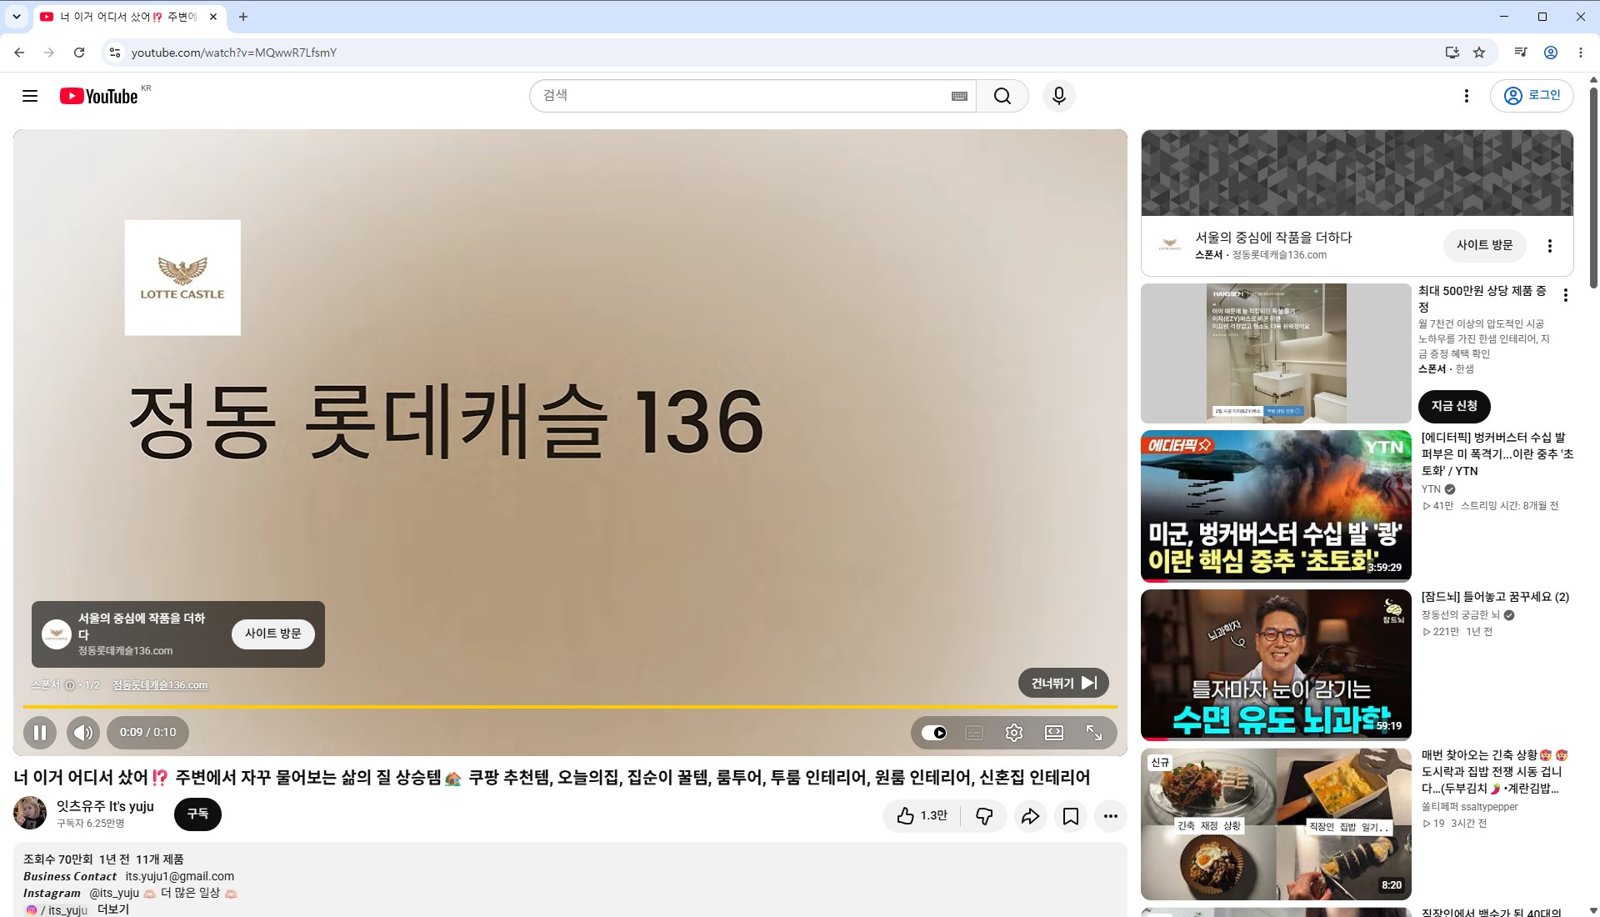 너 이거 어디서 샀어⁉️ 주변에
youtube.com/watch?v=MQwwR7LfsmY
YouTube KR
검색
로그인
LOTTE CASTLE
정동 롯데캐슬 136
서울의 중심에 작품을 더하
다
정동롯데캐슬136.com
사이트 방문
스폰서 · 1/2 정동롯데캐슬136.com
건너뛰기
0:09 / 0:10
너 이거 어디서 샀어⁉️ 주변에서 자꾸 물어보는 삶의 질 상승템🏠 쿠팡 추천템, 오늘의집, 집순이 꿀템, 룸투어, 투룸 인테리어, 원룸 인테리어, 신혼집 인테리어
잇츠유주 It's yuju
구독자 6.25만명
구독
1.3만
조회수 70만회 1년 전 11개 제품
Business Contact its.yuju1@gmail.com
Instagram @its_yuju 🫶🏻 더 많은 일상 🫶🏻
/ its_yuju 더보기
서울의 중심에 작품을 더하다
스폰서 · 정동롯데캐슬136.com
사이트 방문
HANSSEM
최대 500만원 상당 제품 증
정
월 7천건 이상의 압도적인 시공
노하우를 가진 한샘 인테리어, 지
금 증정 혜택 확인
스폰서 · 한샘
지금 신청
에디터픽
YTN
미군, 벙커버스터 수십 발 '쾅'
이란 핵심 중추 '초토화'
3:59:29
[에디터픽] 벙커버스터 수십 발
퍼부은 미 폭격기...이란 중추 '초
토화' / YTN
YTN
41만 스트리밍 시간: 8개월 전
뇌과학자
잠드뇌
틀자마자 눈이 감기는
수면 유도 뇌과학
59:19
[잠드뇌] 틀어놓고 꿈꾸세요 (2)
장동선의 궁금한 뇌
221만 1년 전
신규
긴축 재정 상황
직장인 집밥 일기..
8:20
매번 찾아오는 긴축 상황
도시락과 집밥 전쟁 시동 겁니
다...(두부김치🌶️•계란김밥...
쏠티페퍼 ssaltypepper
19 3시간 전
직장인에서 백수가 된 40대의